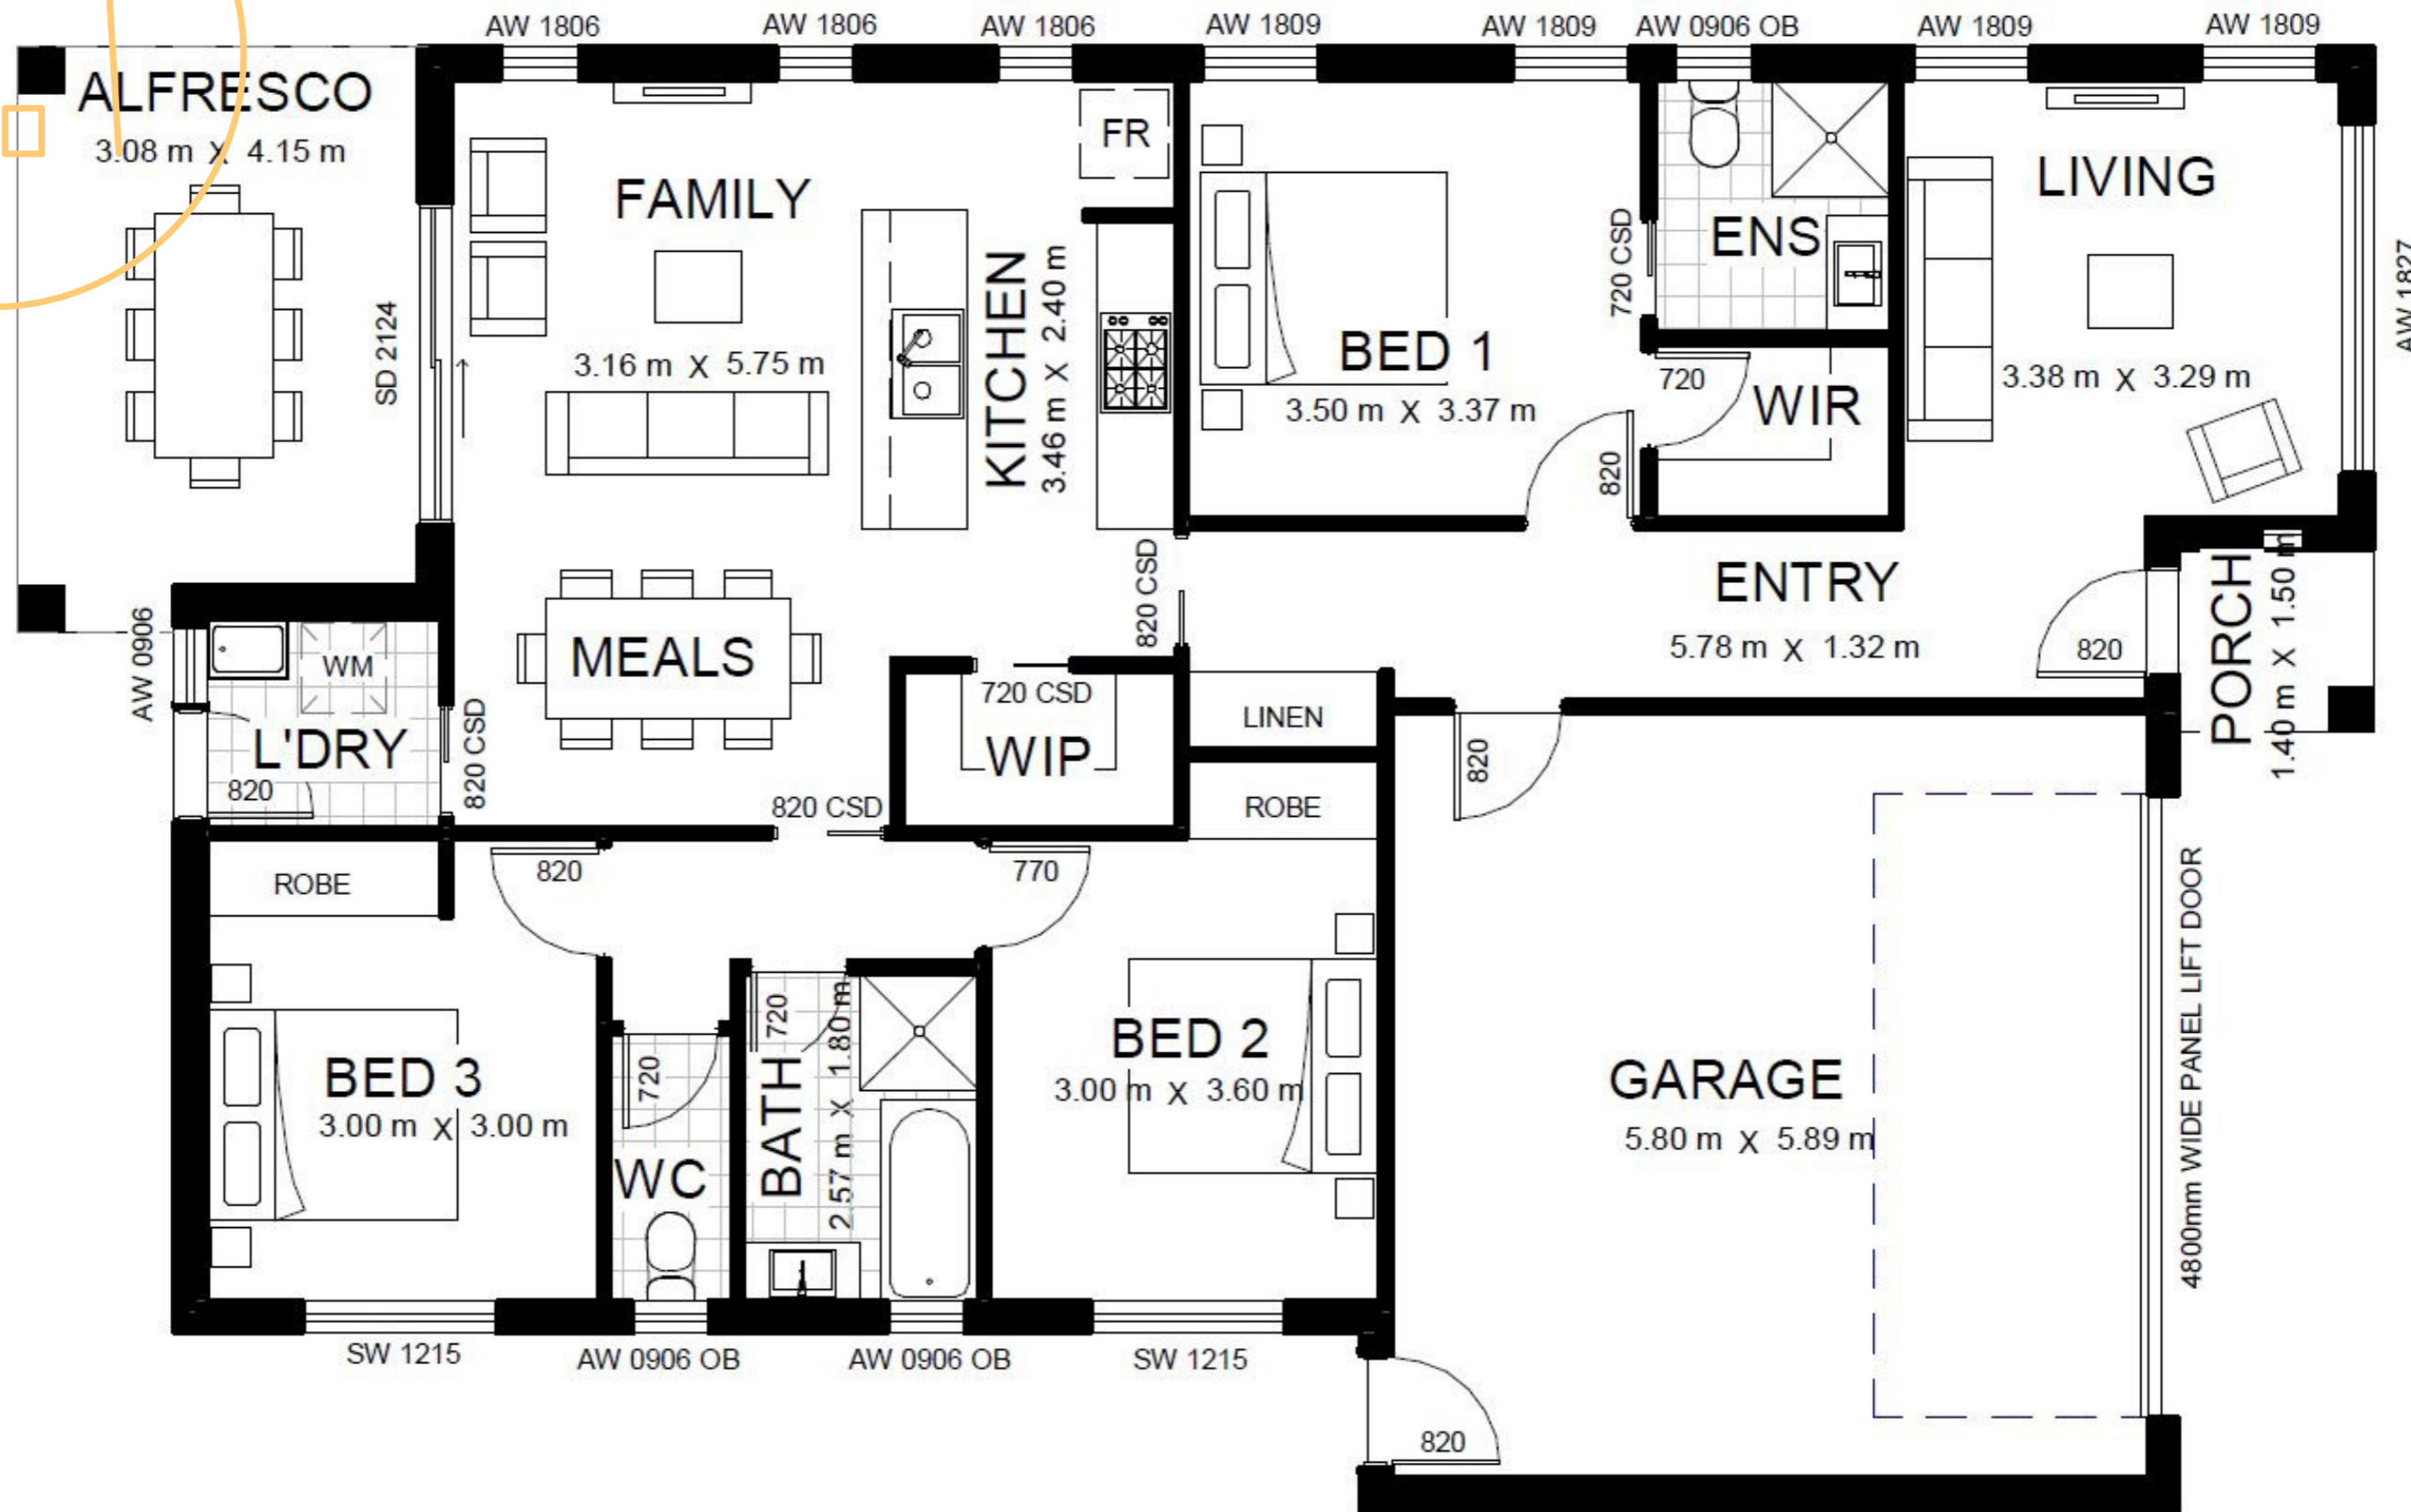 AW 1806
AW 1806
AW 1806
AW 1809
AW 1809
AW 0906 OB
AW 1809
AW 1809
ALFRESCO
3.08 m X 4.15 m
FAMILY
3.16 m X 5.75 m
SD 2124
FR
KITCHEN
3.46 m X 2.40 m
BED 1
3.50 m X 3.37 m
720 CSD
ENS
720
WIR
820
LIVING
3.38 m X 3.29 m
AW 1827
ENTRY
5.78 m X 1.32 m
820
PORCH
1.40 m X 1.50 m
AW 0906
WM
L'DRY
820
820 CSD
MEALS
820 CSD
820 CSD
720 CSD
WIP
LINEN
ROBE
820
ROBE
820
770
BED 3
3.00 m X 3.00 m
720
WC
720
BATH
2.57 m X 1.80 m
BED 2
3.00 m X 3.60 m
GARAGE
5.80 m X 5.89 m
4800mm WIDE PANEL LIFT DOOR
SW 1215
AW 0906 OB
AW 0906 OB
SW 1215
820